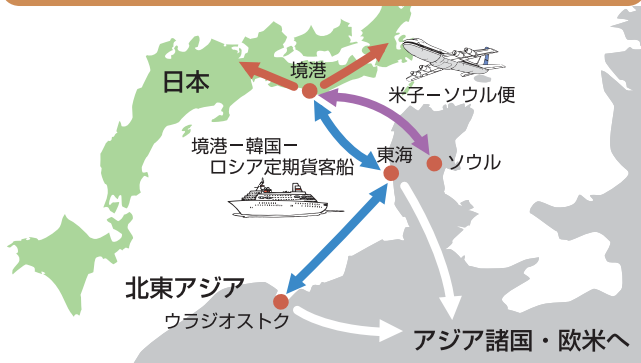 日本
境港
米子ーソウル便
境港ー韓国ー
ロシア定期貨客船
東海
ソウル
北東アジア
ウラジオストク
アジア諸国・欧米へ